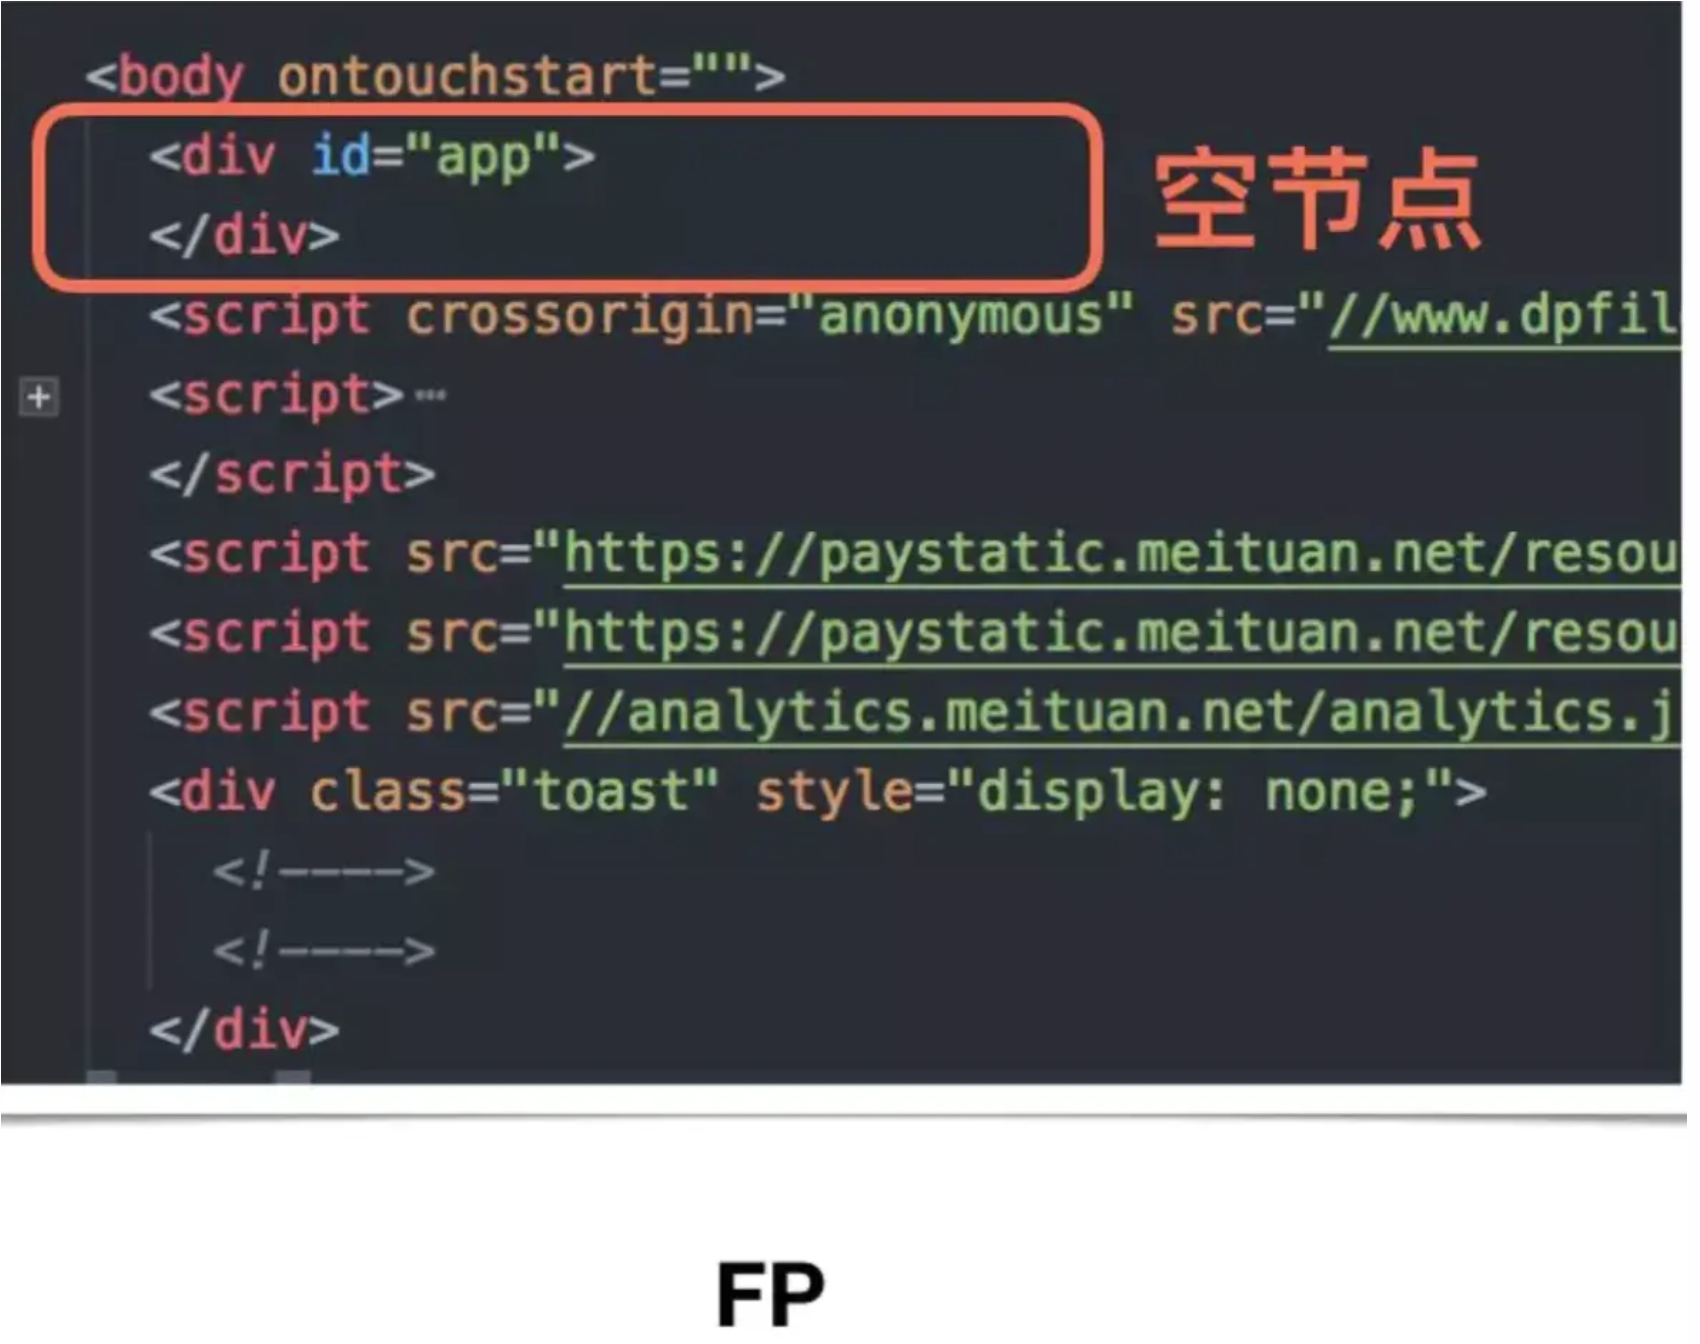 <body ontouchstart="">
<div id="app">
</div>
空节点
<script crossorigin="anonymous" src="//www.dpfil
<script>
</script>
<script src="https://paystatic.meituan.net/resou
<script src="https://paystatic.meituan.net/resou
<script src="//analytics.meituan.net/analytics.j
<div class="toast" style="display: none;">
<!---->
<!---->
</div>
FP